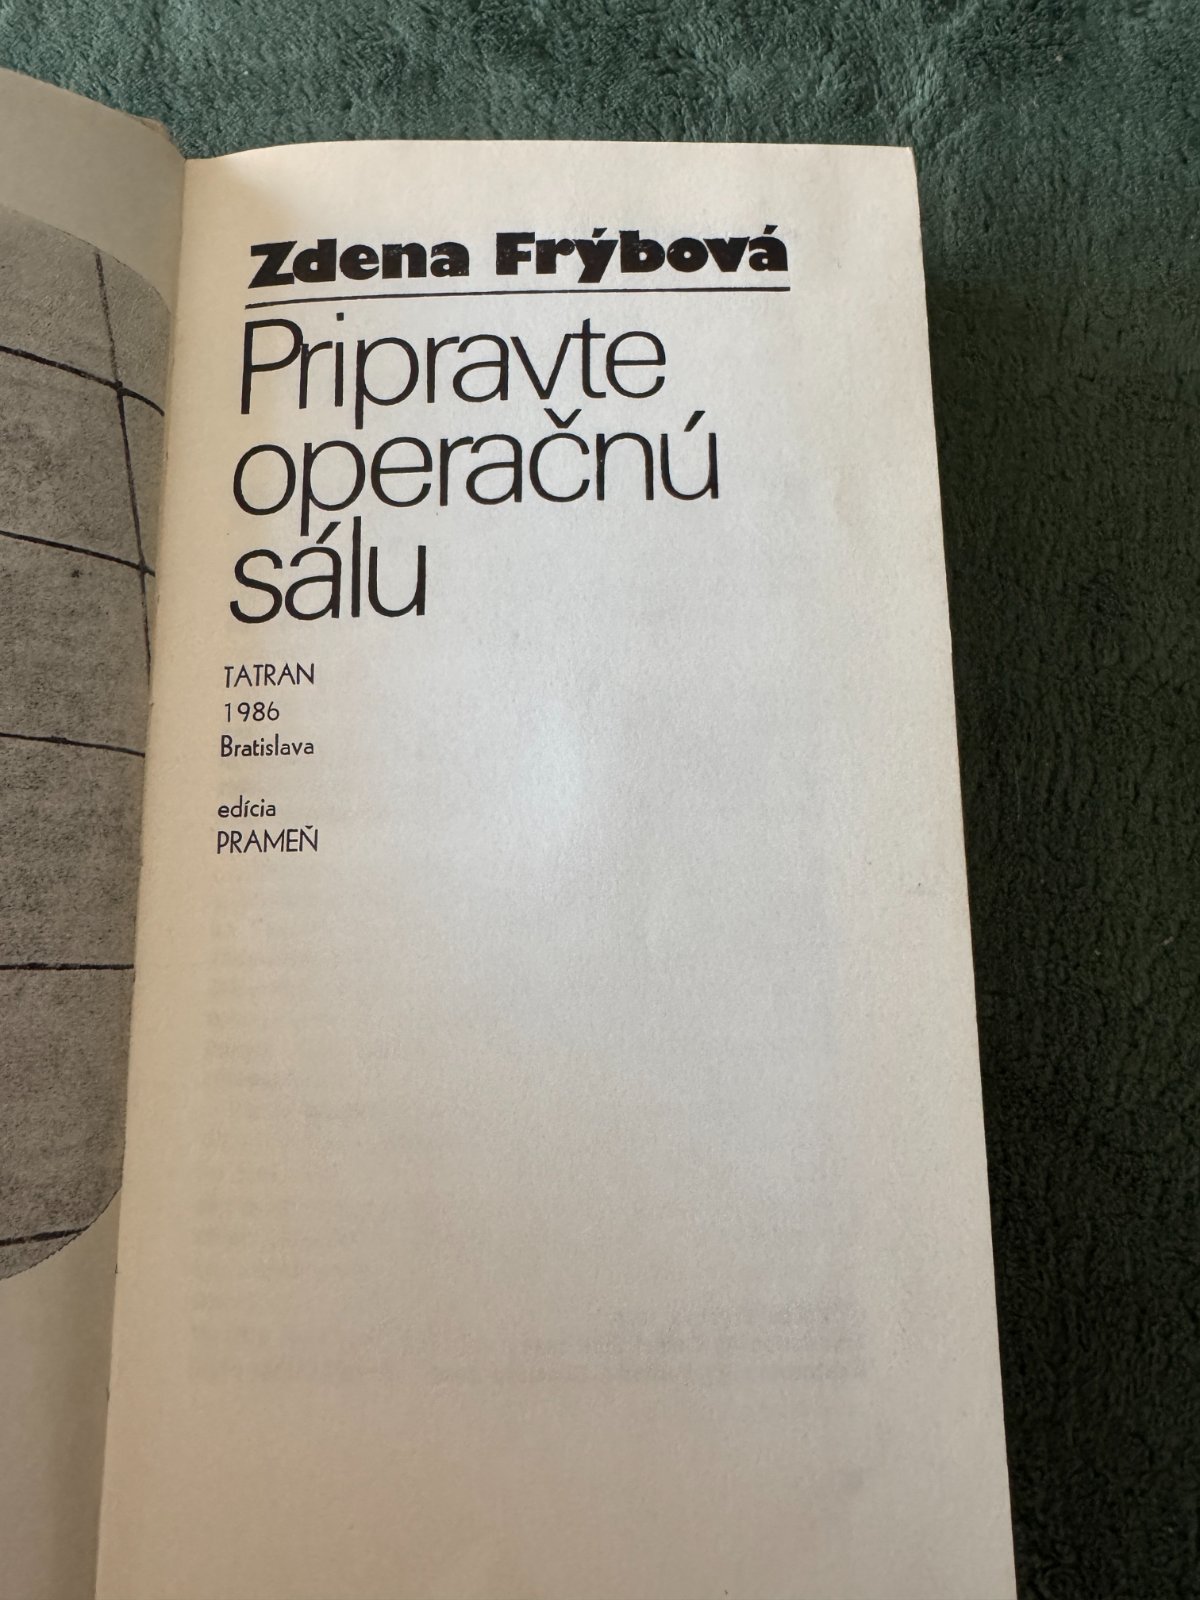 Zdena Frýbová
Pripravte
operačnú
sálu
TATRAN
1986
Bratislava
edícia
PRAMEŇ